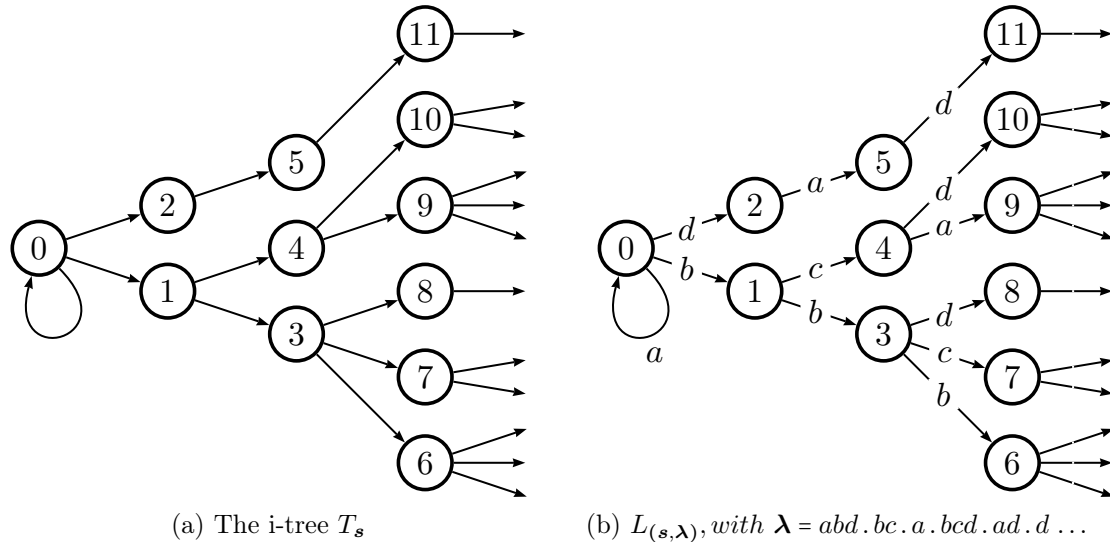 11
11
d
10
10
5
5
d
a
2
9
2
9
a
d
0
4
0
4
b
c
1
8
1
8
b
d
3
3
c
a
7
7
b
6
6
(a) The i-tree T_s
(b) L_(s,λ), with λ = abd . bc . a . bcd . ad . d ...